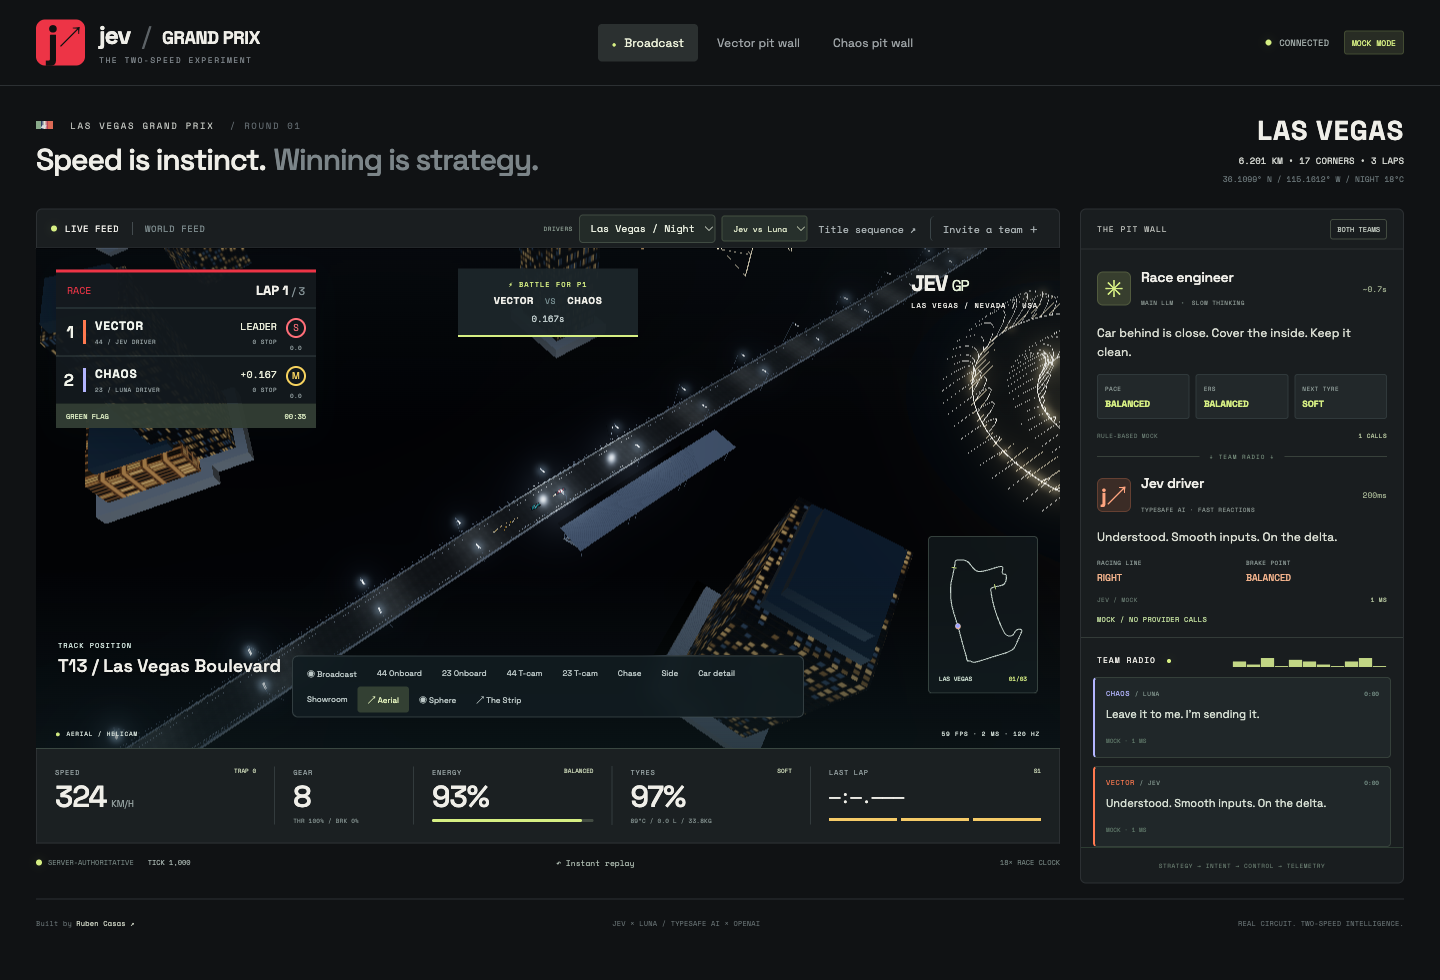 jev / GRAND PRIX
THE TWO-SPEED EXPERIMENT
Broadcast
Vector pit wall
Chaos pit wall
CONNECTED
MOCK MODE
LAS VEGAS GRAND PRIX / ROUND 01
Speed is instinct. Winning is strategy.
LAS VEGAS
6.201 KM • 17 CORNERS • 3 LAPS
36.1099° N / 115.1612° W / NIGHT 18°C
LIVE FEED
WORLD FEED
DRIVERS
Las Vegas / Night
Jev vs Luna
Title sequence ↗
Invite a team +
RACE
LAP 1 / 3
1 VECTOR LEADER S
44 / JEV DRIVER 0 STOP 0.0
2 CHAOS +0.167 M
23 / LUNA DRIVER 0 STOP 0.0
GREEN FLAG 00:35
⚡ BATTLE FOR P1
VECTOR VS CHAOS
0.167s
JEV GP
LAS VEGAS / NEVADA / USA
TRACK POSITION
T13 / Las Vegas Boulevard
Broadcast
44 Onboard
23 Onboard
44 T-cam
23 T-cam
Chase
Side
Car detail
Showroom
Aerial
Sphere
The Strip
LAS VEGAS 01/03
AERIAL / HELICAM
59 FPS · 2 MS · 120 HZ
SPEED TRAP 0
324 KM/H
GEAR
8
THR 100% / BRK 0%
ENERGY BALANCED
93%
TYRES SOFT
97%
89°C / 0.0 L / 33.8KG
LAST LAP S1
—:—.———
SERVER-AUTHORITATIVE TICK 1,000
↶ Instant replay
18× RACE CLOCK
THE PIT WALL
BOTH TEAMS
Race engineer
MAIN LLM · SLOW THINKING
~0.7s
Car behind is close. Cover the inside. Keep it
clean.
PACE
BALANCED
ERS
BALANCED
NEXT TYRE
SOFT
RULE-BASED MOCK 1 CALLS
↓ TEAM RADIO ↓
Jev driver
TYPESAFE AI · FAST REACTIONS
200ms
Understood. Smooth inputs. On the delta.
RACING LINE
RIGHT
BRAKE POINT
BALANCED
JEV / MOCK 1 MS
MOCK / NO PROVIDER CALLS
TEAM RADIO
CHAOS / LUNA 0:00
Leave it to me. I'm sending it.
MOCK · 1 MS
VECTOR / JEV 0:00
Understood. Smooth inputs. On the delta.
MOCK · 1 MS
STRATEGY → INTENT → CONTROL → TELEMETRY
Built by Ruben Casas ↗
JEV × LUNA / TYPESAFE AI × OPENAI
REAL CIRCUIT. TWO-SPEED INTELLIGENCE.